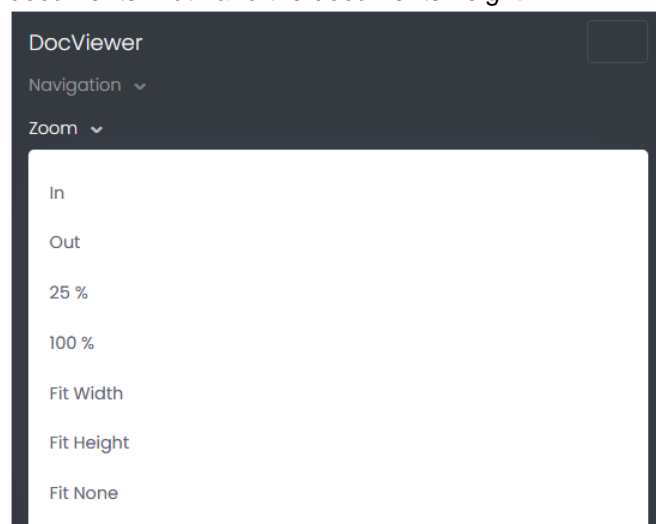 DocViewer
Navigation
Zoom
In
Out
25 %
100 %
Fit Width
Fit Height
Fit None